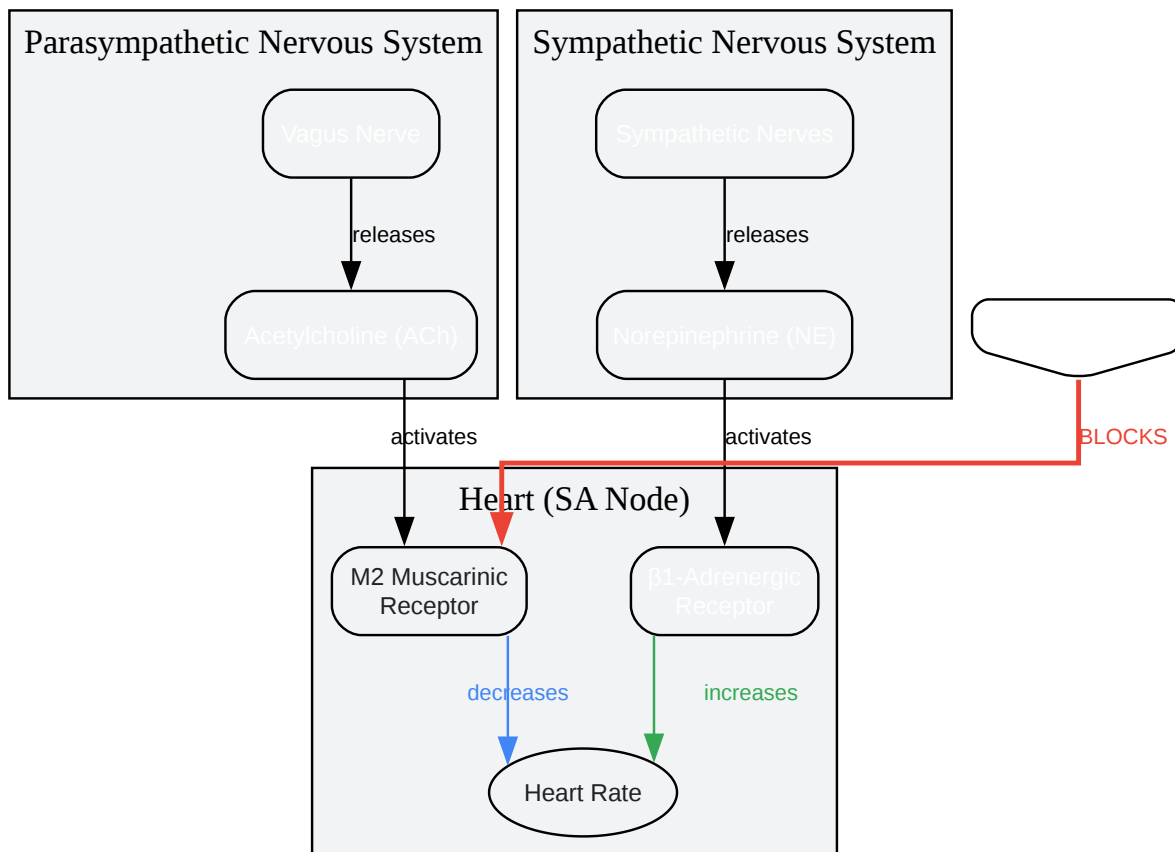 Parasympathetic Nervous System
Sympathetic Nervous System
Vagus Nerve
Sympathetic Nerves
releases
releases
Acetylcholine (ACh)
Norepinephrine (NE)
activates
activates
BLOCKS
Heart (SA Node)
M2 Muscarinic
Receptor
β1-Adrenergic
Receptor
decreases
increases
Heart Rate